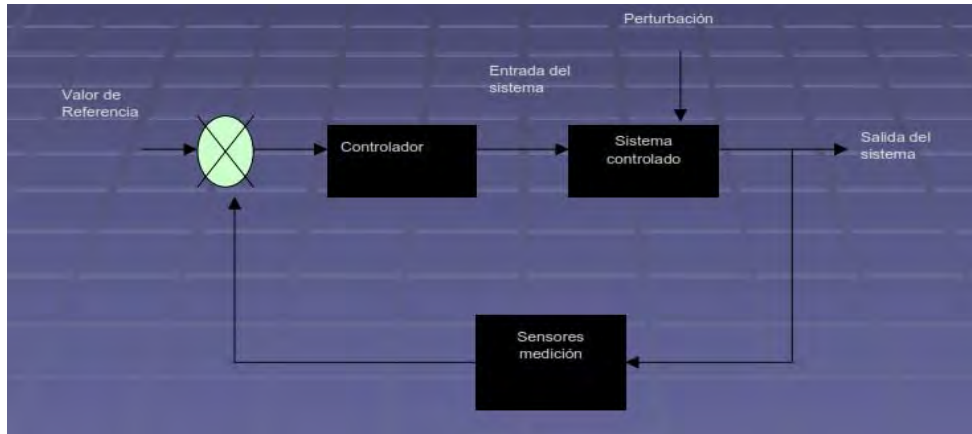 Perturbación
Entrada del
sistema
Valor de
Referencia
Controlador
Sistema
controlado
Salida del
sistema
Sensores
medición